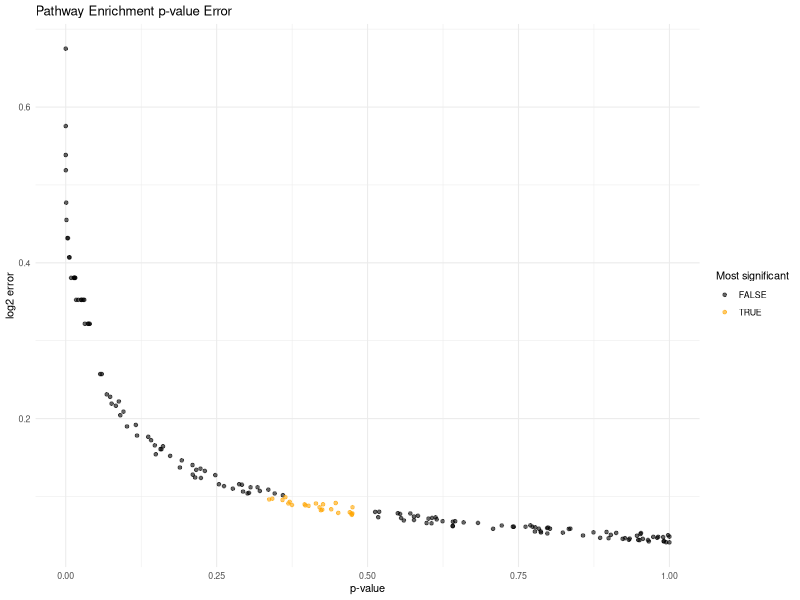 Pathway Enrichment p-value Error
log2 error
0.6
0.4
0.2
0.00
0.25
0.50
0.75
1.00
p-value
Most significant
FALSE
TRUE